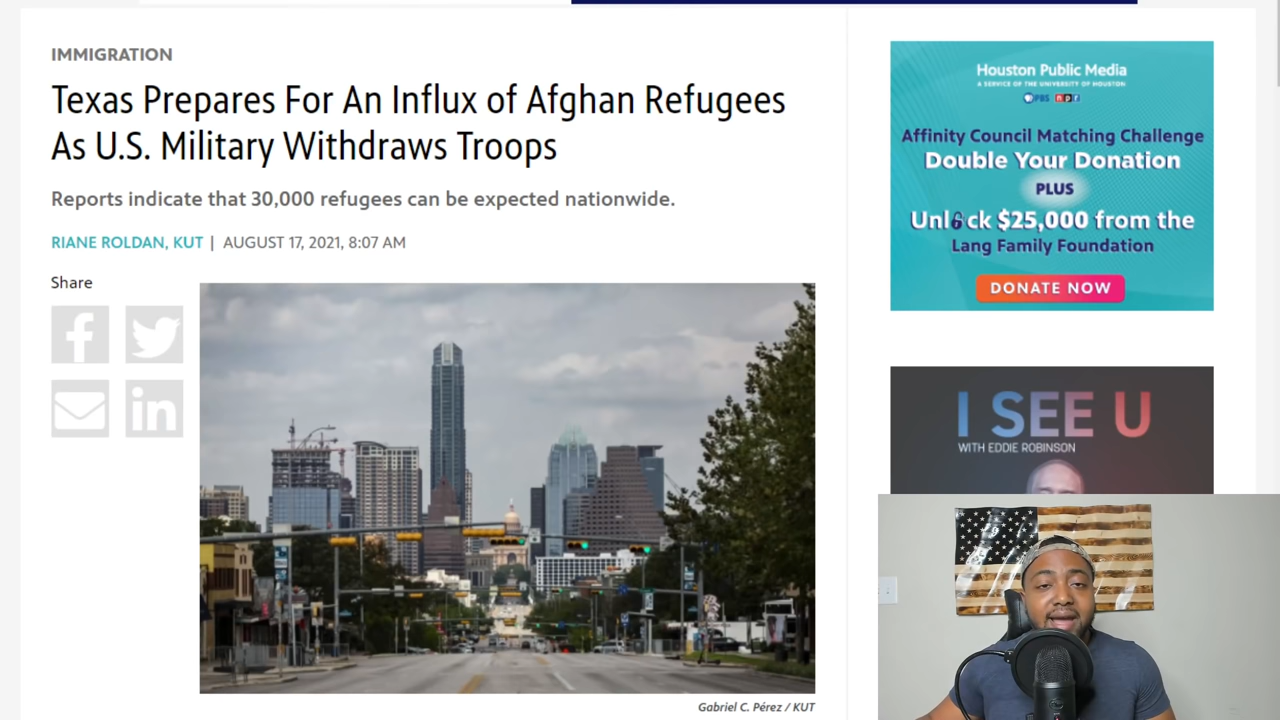 IMMIGRATION
Texas Prepares For An Influx of Afghan Refugees
As U.S. Military Withdraws Troops
Reports indicate that 30,000 refugees can be expected nationwide.
RIANE ROLDAN, KUT | AUGUST 17, 2021, 8:07 AM
Share
Gabriel C. Pérez / KUT
Houston Public Media
A SERVICE OF THE UNIVERSITY OF HOUSTON
PBS npr
Affinity Council Matching Challenge
Double Your Donation
PLUS
Unlock $25,000 from the
Lang Family Foundation
DONATE NOW
I SEE U
WITH EDDIE ROBINSON